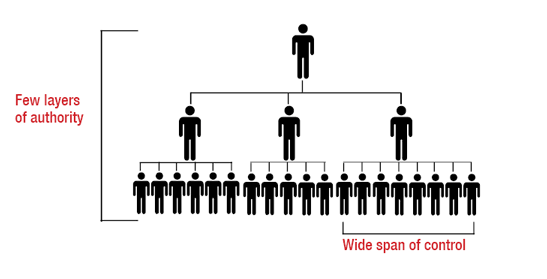 Few layers
of authority
Wide span of control